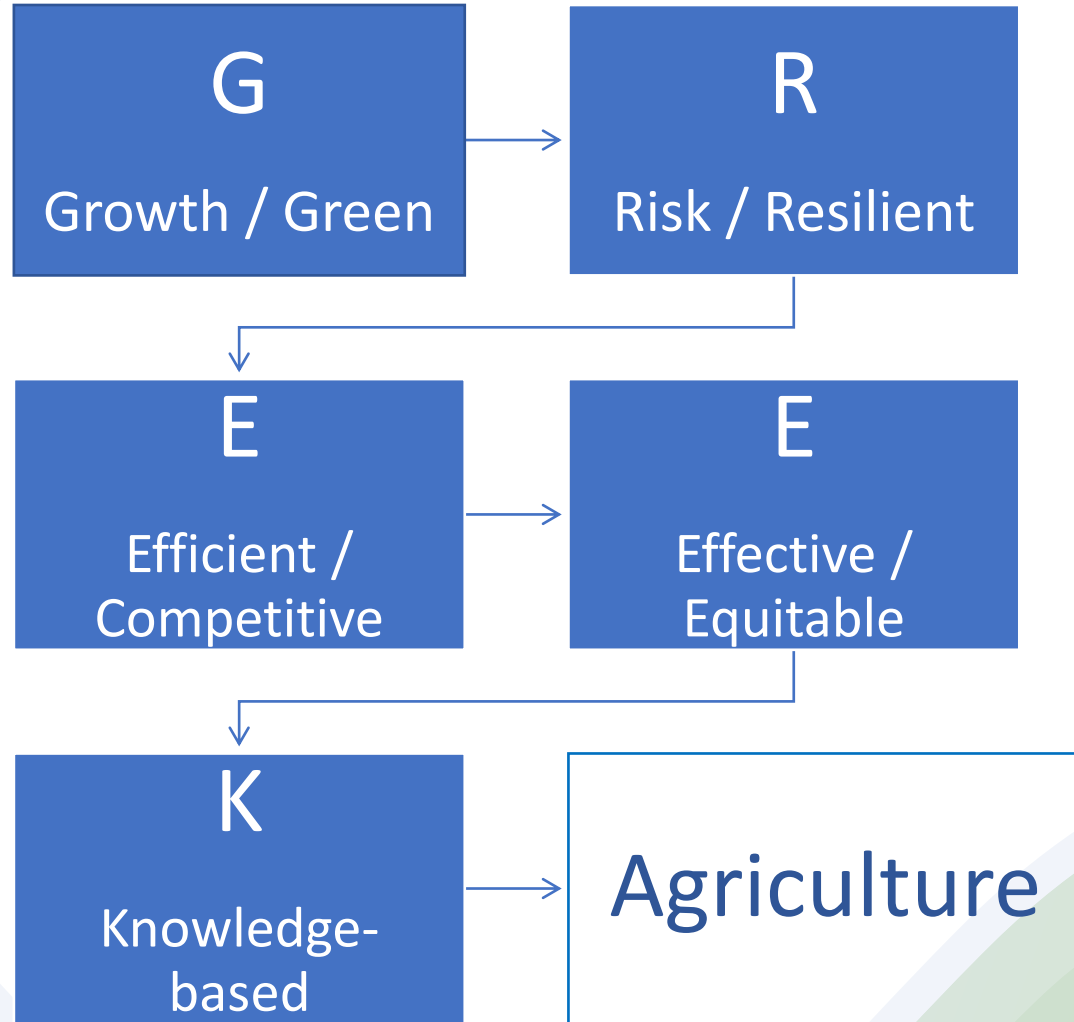 G
Growth / Green
R
Risk / Resilient
E
Efficient /
Competitive
E
Effective /
Equitable
K
Knowledge-
based
Agriculture